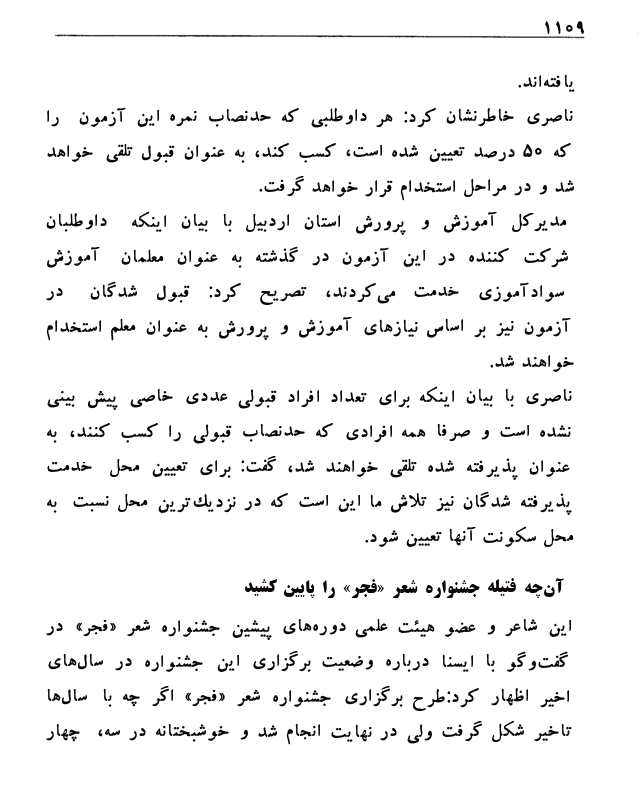 ۱۱۰۹
یافته‌اند.
ناصری خاطرنشان کرد: هر داوطلبی که حدنصاب نمره این آزمون را
که ۵۰ درصد تعیین شده است، کسب کند، به عنوان قبول تلقی خواهد
شد و در مراحل استخدام قرار خواهد گرفت.
مدیرکل آموزش و پرورش استان اردبیل با بیان اینکه داوطلبان
شرکت کننده در این آزمون در گذشته به عنوان معلمان آموزش
سوادآموزی خدمت می‌کردند، تصریح کرد: قبول شدگان در
آزمون نیز بر اساس نیازهای آموزش و پرورش به عنوان معلم استخدام
خواهند شد.
ناصری با بیان اینکه برای تعداد افراد قبولی عددی خاصی پیش بینی
نشده است و صرفا همه افرادی که حدنصاب قبولی را کسب کنند، به
عنوان پذیرفته شده تلقی خواهند شد، گفت: برای تعیین محل خدمت
پذیرفته شدگان نیز تلاش ما این است که در نزدیك‌ترین محل نسبت به
محل سکونت آنها تعیین شود.
آن‌چه فتیله جشنواره شعر «فجر» را پایین کشید
این شاعر و عضو هیئت علمی دوره‌های پیشین جشنواره شعر «فجر» در
گفت‌وگو با ایسنا درباره وضعیت برگزاری این جشنواره در سال‌های
اخیر اظهار کرد:طرح برگزاری جشنواره شعر «فجر» اگر چه با سال‌ها
تاخیر شکل گرفت ولی در نهایت انجام شد و خوشبختانه در سه، چهار